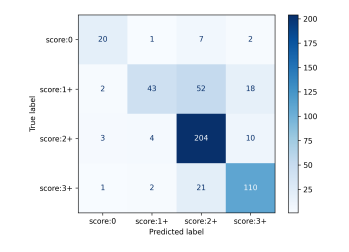 score:0 20 1 7 2 200
175
score:1+ 2 43 52 18 150
125
True label
100
score:2+ 3 4 204 10
75
50
score:3+ 1 2 21 110 25
score:0 score:1+ score:2+ score:3+
Predicted label